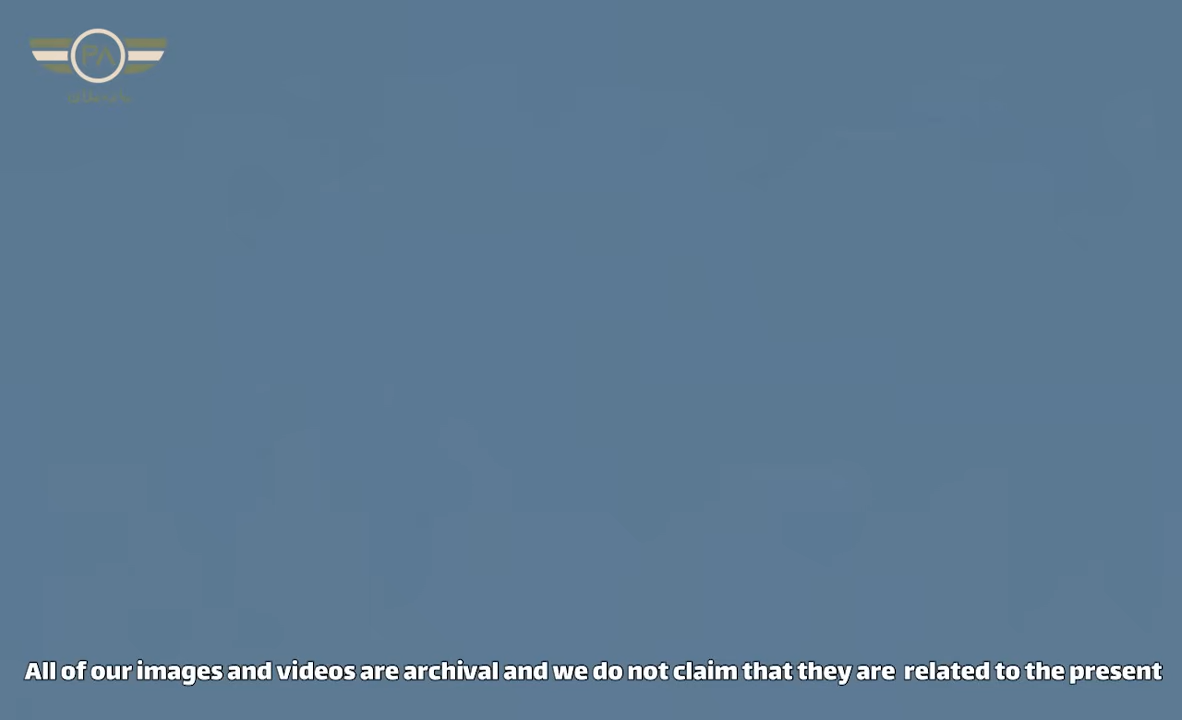 PA
All of our images and videos are archival and we do not claim that they are related to the present